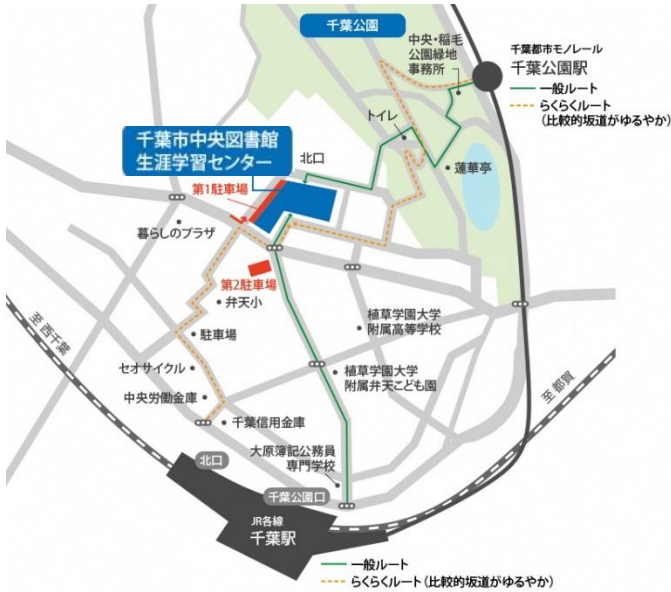 千葉公園
中央・稲毛
公園緑地
事務所
千葉都市モノレール
千葉公園駅
一般ルート
らくらくルート
(比較的坂道がゆるやか)
トイレ
千葉市中央図書館
生涯学習センター
北口
蓮華亭
第1駐車場
暮らしのプラザ
第2駐車場
弁天小
植草学園大学
附属高等学校
至西千葉
駐車場
セオサイクル
植草学園大学
附属弁天こども園
至都賀
中央労働金庫
千葉信用金庫
大原簿記公務員
専門学校
北口
千葉公園口
JR各線
千葉駅
一般ルート
らくらくルート(比較的坂道がゆるやか)